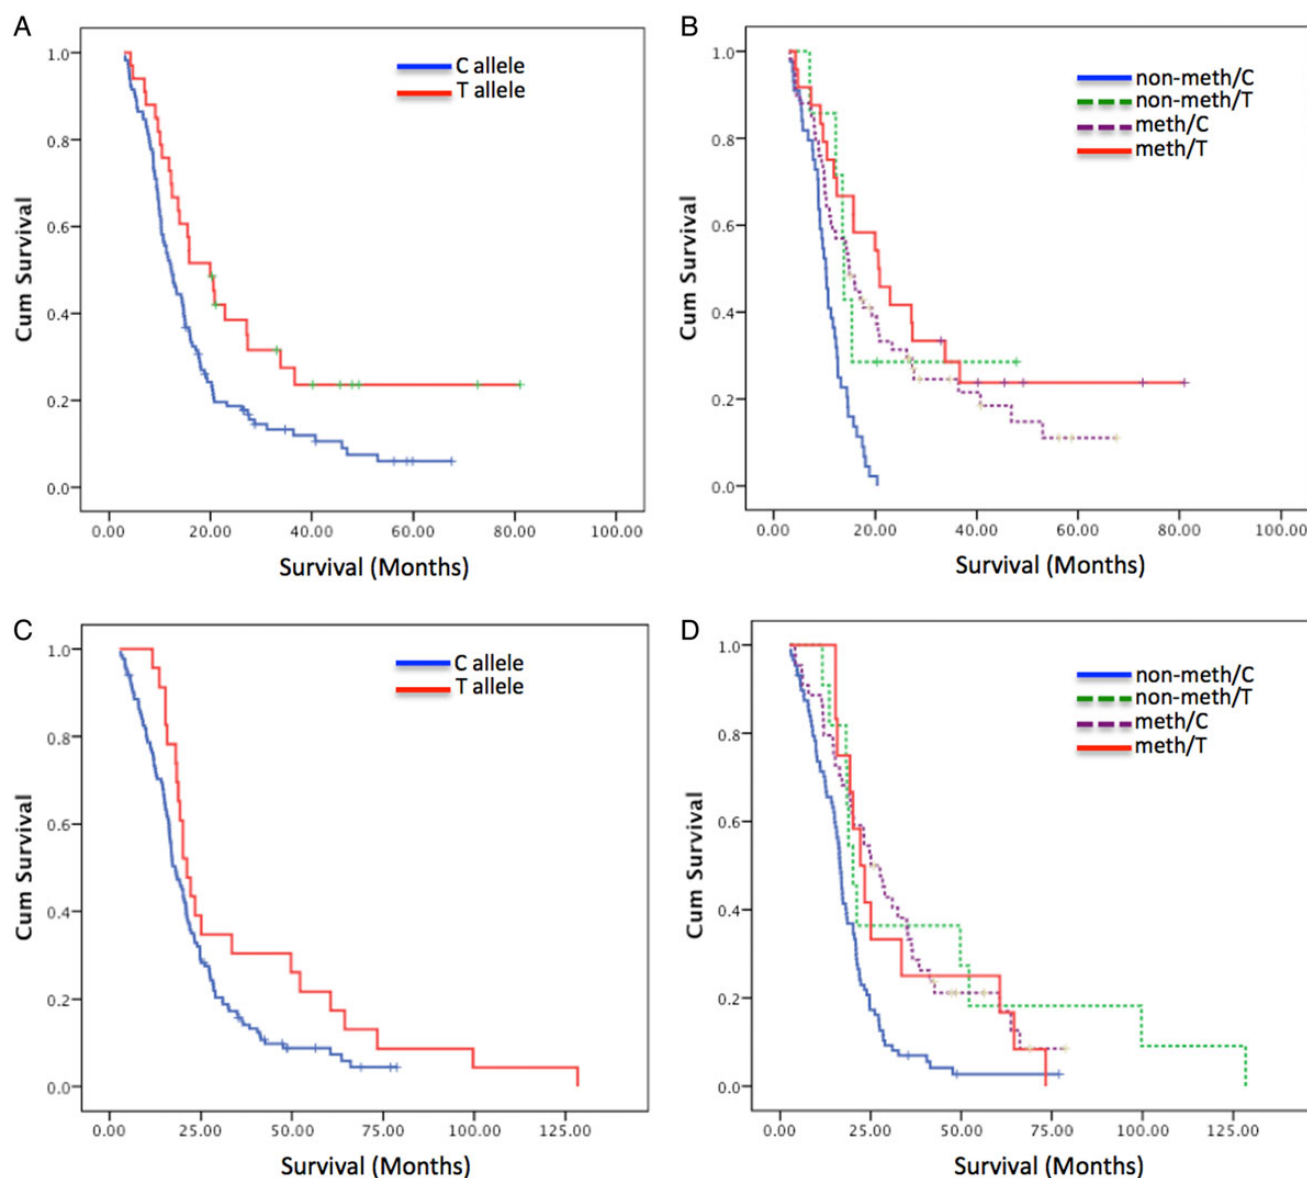 A
C allele
T allele
1.0
0.8
0.6
0.4
0.2
0.0
Cum Survival
0.00 20.00 40.00 60.00 80.00 100.00
Survival (Months)
B
non-meth/C
non-meth/T
meth/C
meth/T
1.0
0.8
0.6
0.4
0.2
0.0
Cum Survival
0.00 20.00 40.00 60.00 80.00 100.00
Survival (Months)
C
C allele
T allele
1.0
0.8
0.6
0.4
0.2
0.0
Cum Survival
0.00 25.00 50.00 75.00 100.00 125.00
Survival (Months)
D
non-meth/C
non-meth/T
meth/C
meth/T
1.0
0.8
0.6
0.4
0.2
0.0
Cum Survival
0.00 25.00 50.00 75.00 100.00 125.00
Survival (Months)